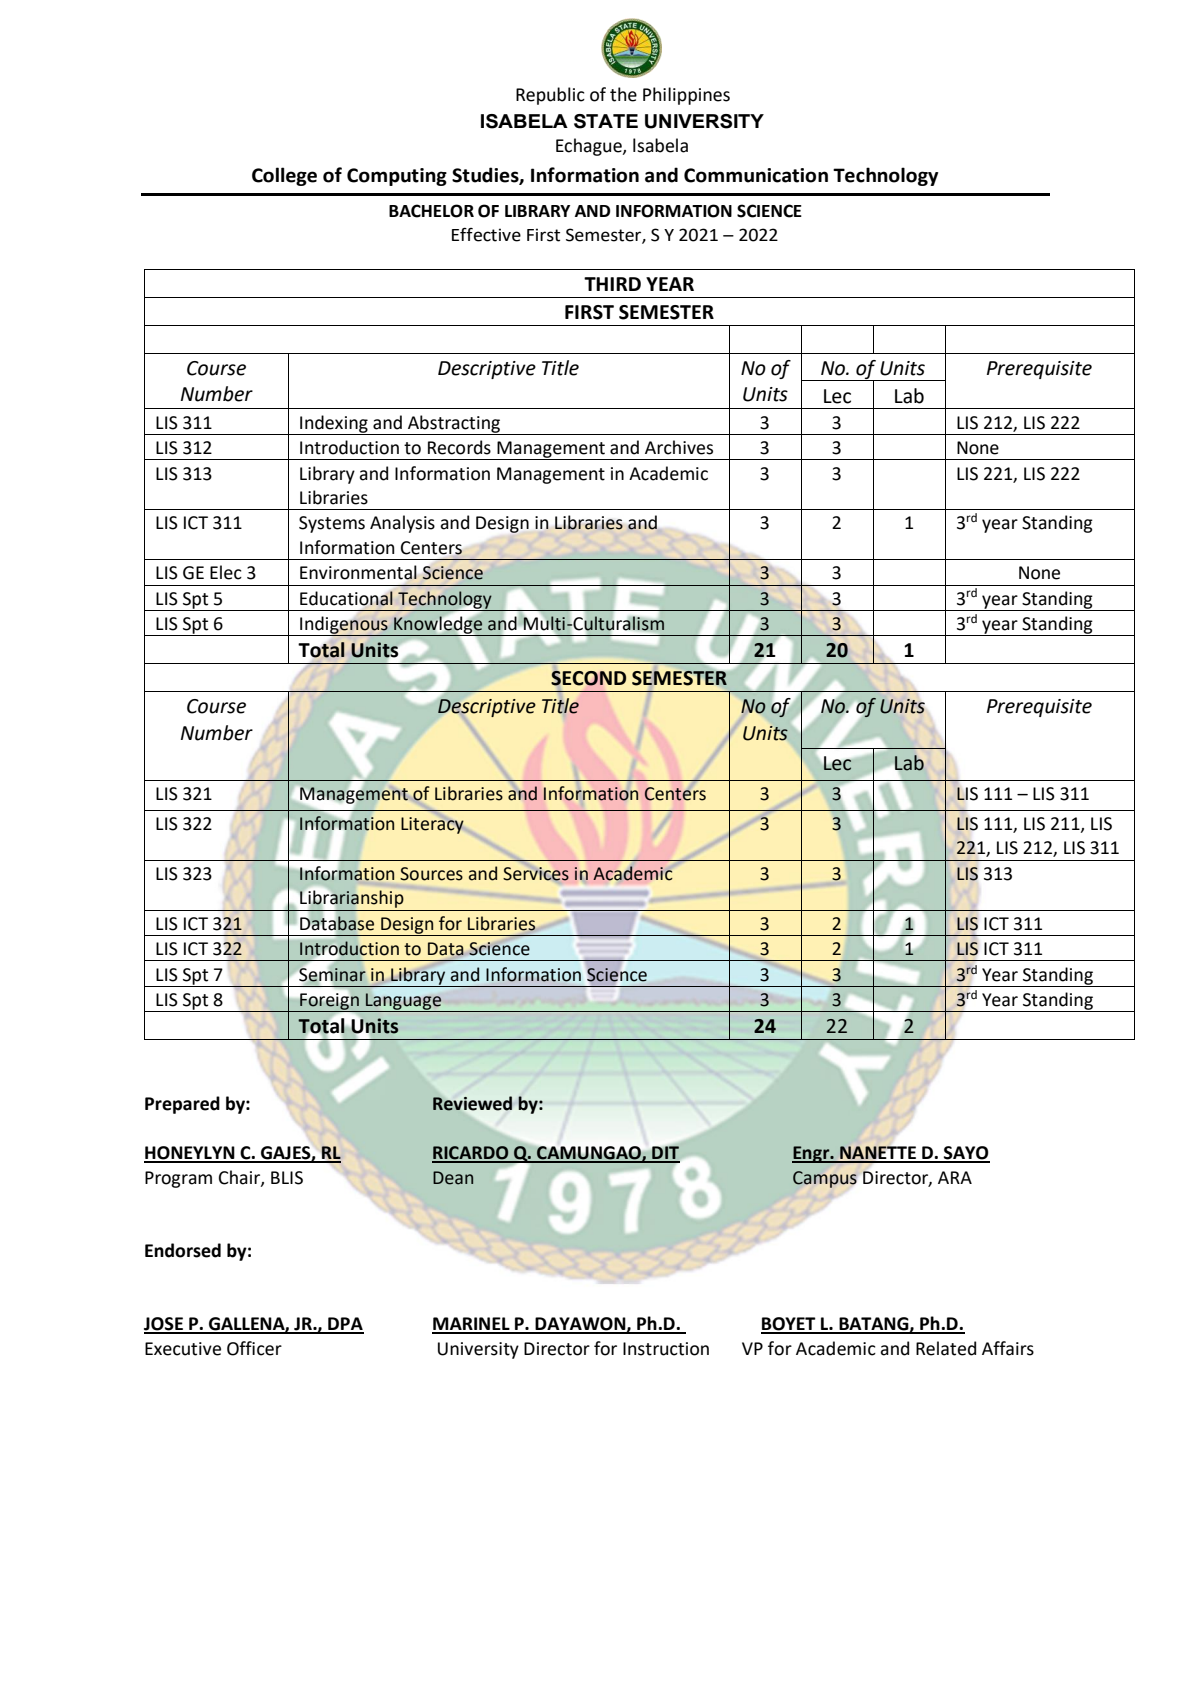 ISABELA STATE UNIVERSITY
1978
Republic of the Philippines
ISABELA STATE UNIVERSITY
Echague, Isabela
College of Computing Studies, Information and Communication Technology
BACHELOR OF LIBRARY AND INFORMATION SCIENCE
Effective First Semester, S Y 2021 – 2022
THIRD YEAR
FIRST SEMESTER
Course Descriptive Title No of No. of Units Prerequisite
Number Units Lec Lab
LIS 311 Indexing and Abstracting 3 3 LIS 212, LIS 222
LIS 312 Introduction to Records Management and Archives 3 3 None
LIS 313 Library and Information Management in Academic 3 3 LIS 221, LIS 222
Libraries
LIS ICT 311 Systems Analysis and Design in Libraries and 3 2 1 3rd year Standing
Information Centers
LIS GE Elec 3 Environmental Science 3 3 None
LIS Spt 5 Educational Technology 3 3 3rd year Standing
LIS Spt 6 Indigenous Knowledge and Multi-Culturalism 3 3 3rd year Standing
Total Units 21 20 1
SECOND SEMESTER
Course Descriptive Title No of No. of Units Prerequisite
Number Units
Lec Lab
LIS 321 Management of Libraries and Information Centers 3 3 LIS 111 – LIS 311
LIS 322 Information Literacy 3 3 LIS 111, LIS 211, LIS
221, LIS 212, LIS 311
LIS 323 Information Sources and Services in Academic 3 3 LIS 313
Librarianship
LIS ICT 321 Database Design for Libraries 3 2 1 LIS ICT 311
LIS ICT 322 Introduction to Data Science 3 2 1 LIS ICT 311
LIS Spt 7 Seminar in Library and Information Science 3 3 3rd Year Standing
LIS Spt 8 Foreign Language 3 3 3rd Year Standing
Total Units 24 22 2
Prepared by: Reviewed by:
HONEYLYN C. GAJES, RL RICARDO Q. CAMUNGAO, DIT Engr. NANETTE D. SAYO
Program Chair, BLIS Dean Campus Director, ARA
Endorsed by:
JOSE P. GALLENA, JR., DPA MARINEL P. DAYAWON, Ph.D. BOYET L. BATANG, Ph.D.
Executive Officer University Director for Instruction VP for Academic and Related Affairs
ISABELA STATE UNIVERSITY
1978